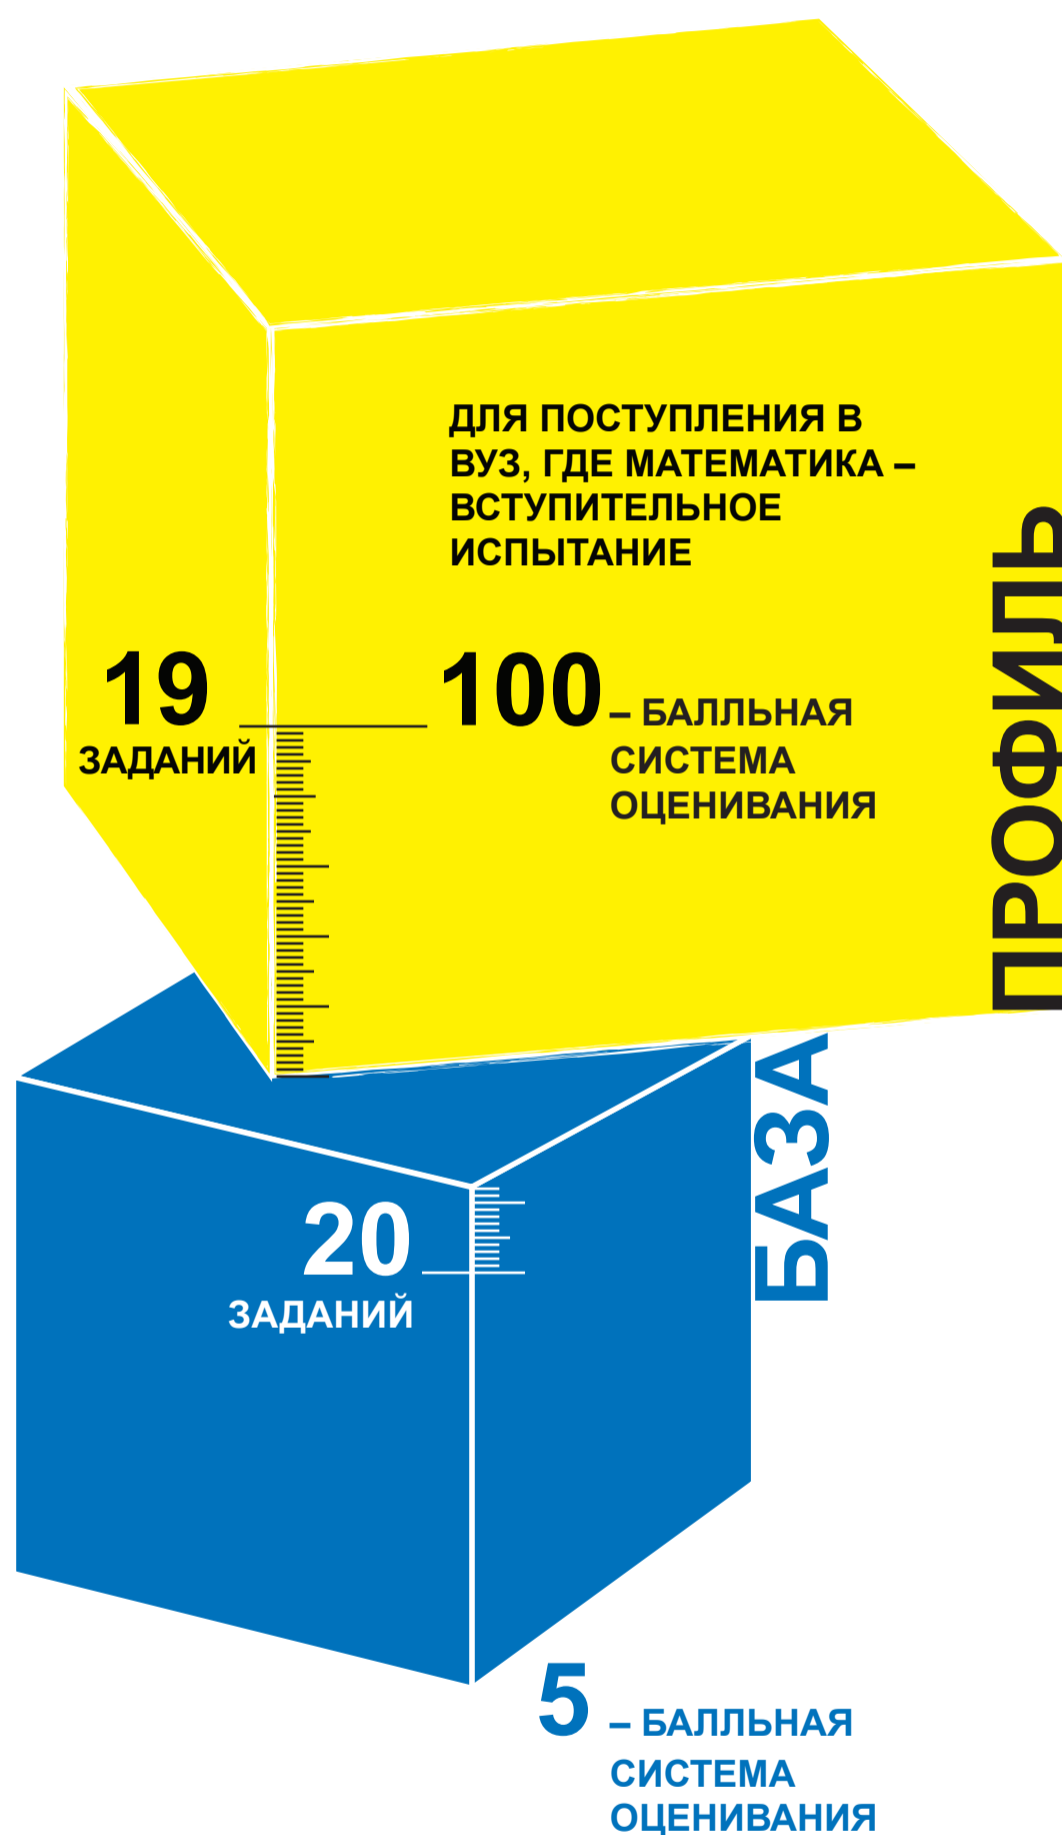 ДЛЯ ПОСТУПЛЕНИЯ В
ВУЗ, ГДЕ МАТЕМАТИКА –
ВСТУПИТЕЛЬНОЕ
ИСПЫТАНИЕ
ПРОФИЛЬ
19
ЗАДАНИЙ
100 – БАЛЛЬНАЯ
СИСТЕМА
ОЦЕНИВАНИЯ
БАЗА
20
ЗАДАНИЙ
5 – БАЛЛЬНАЯ
СИСТЕМА
ОЦЕНИВАНИЯ